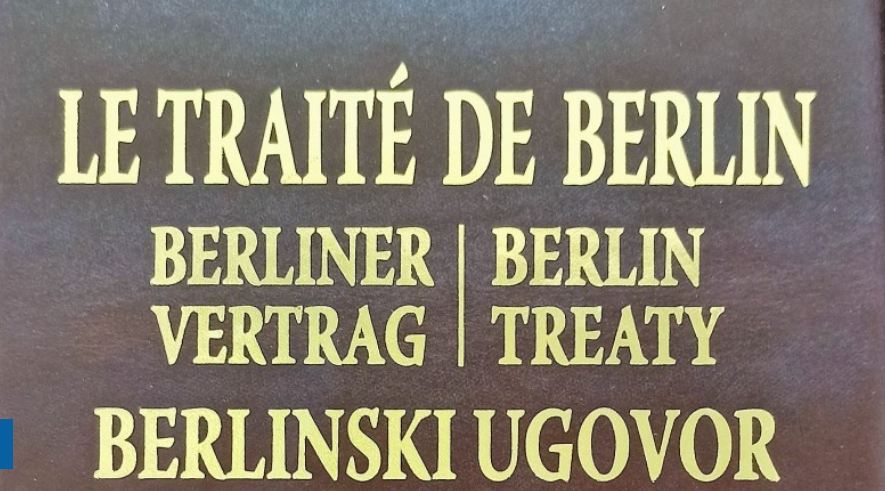 LE TRAITÉ DE BERLIN
BERLINER
VERTRAG
BERLIN
TREATY
BERLINSKI UGOVOR